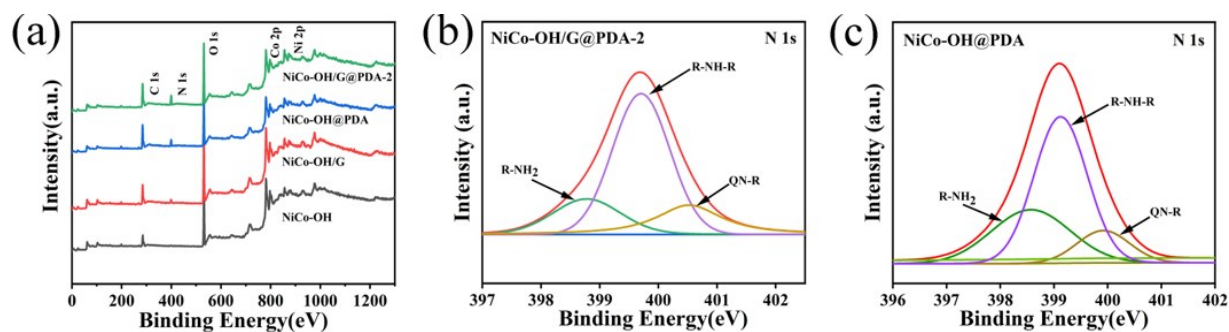 (a)
Intensity(a.u.)
C 1s
N 1s
O 1s
Co 2p
Ni 2p
NiCo-OH/G@PDA-2
NiCo-OH@PDA
NiCo-OH/G
NiCo-OH
0 200 400 600 800 1000 1200
Binding Energy(eV)
(b)
Intensity (a.u.)
NiCo-OH/G@PDA-2 N 1s
R-NH-R
R-NH₂
QN-R
397 398 399 400 401 402
Binding Energy(eV)
(c)
Intensity (a.u.)
NiCo-OH@PDA N 1s
R-NH-R
R-NH₂
QN-R
396 397 398 399 400 401 402
Binding Energy(eV)